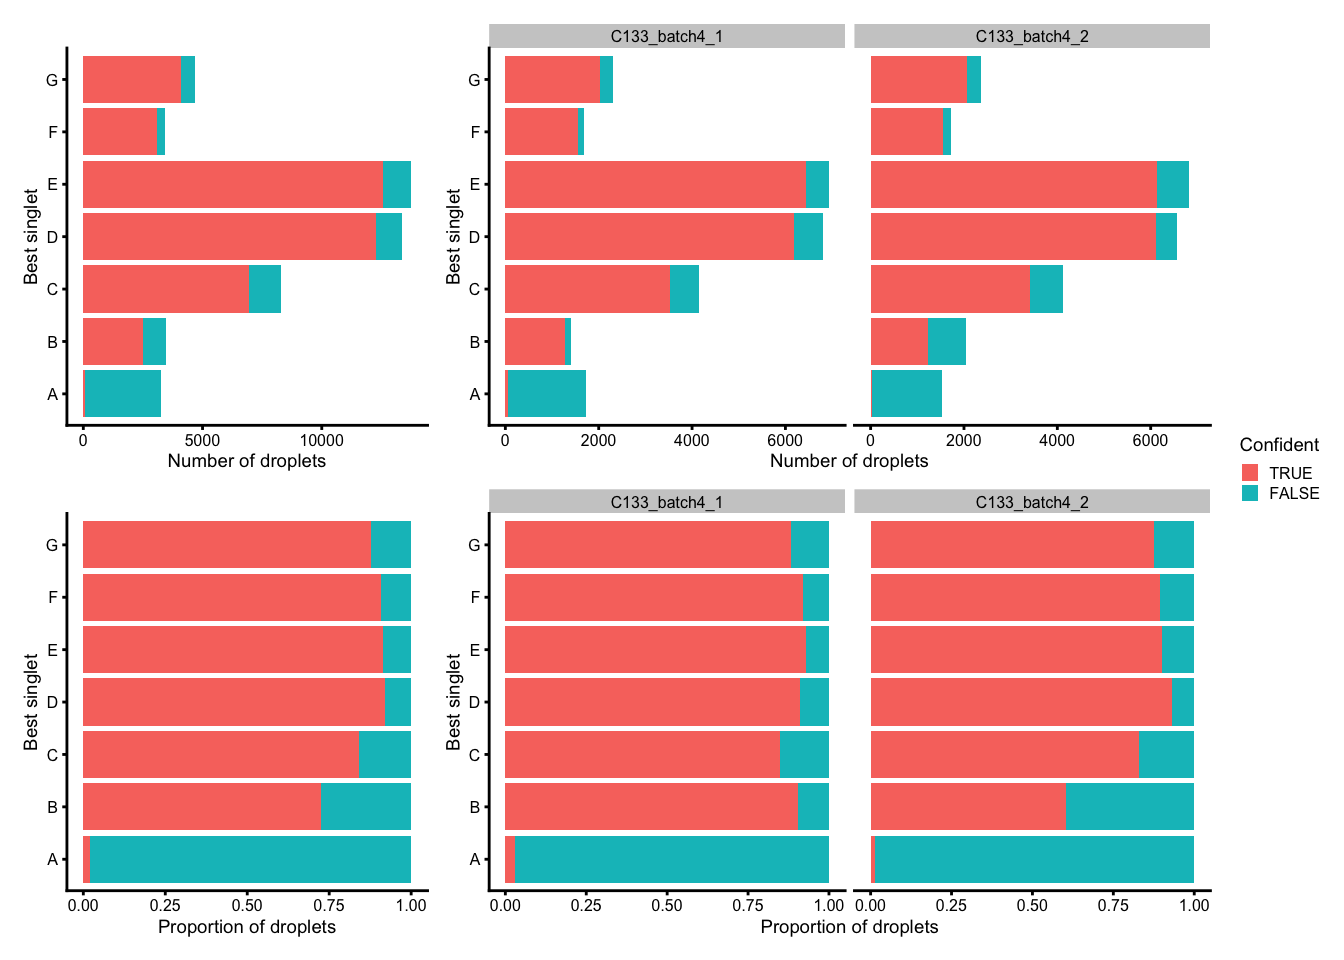 C133_batch4_1
C133_batch4_2
G
F
E
D
C
B
A
Best singlet
0
5000
10000
Number of droplets
G
F
E
D
C
B
A
Best singlet
0
2000
4000
6000
0
2000
4000
6000
Number of droplets
Confident
TRUE
FALSE
C133_batch4_1
C133_batch4_2
G
F
E
D
C
B
A
Best singlet
0.00
0.25
0.50
0.75
1.00
Proportion of droplets
G
F
E
D
C
B
A
Best singlet
0.00
0.25
0.50
0.75
1.00
0.00
0.25
0.50
0.75
1.00
Proportion of droplets